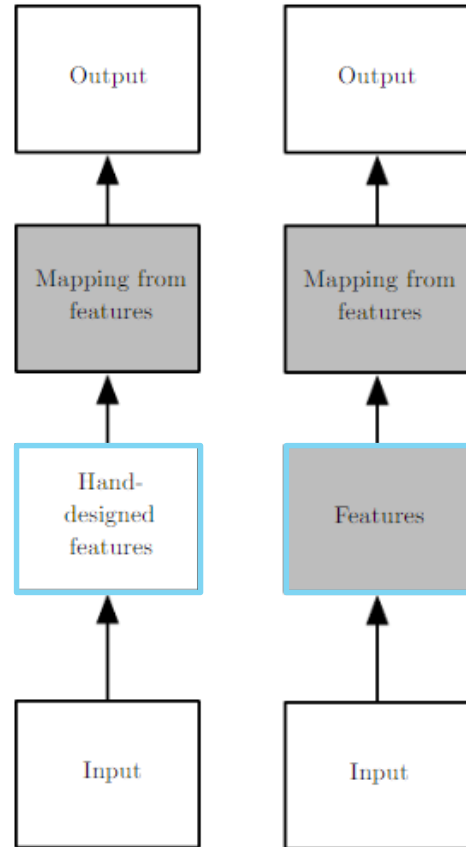 Output
Mapping from
features
Hand-
designed
features
Input
Output
Mapping from
features
Features
Input